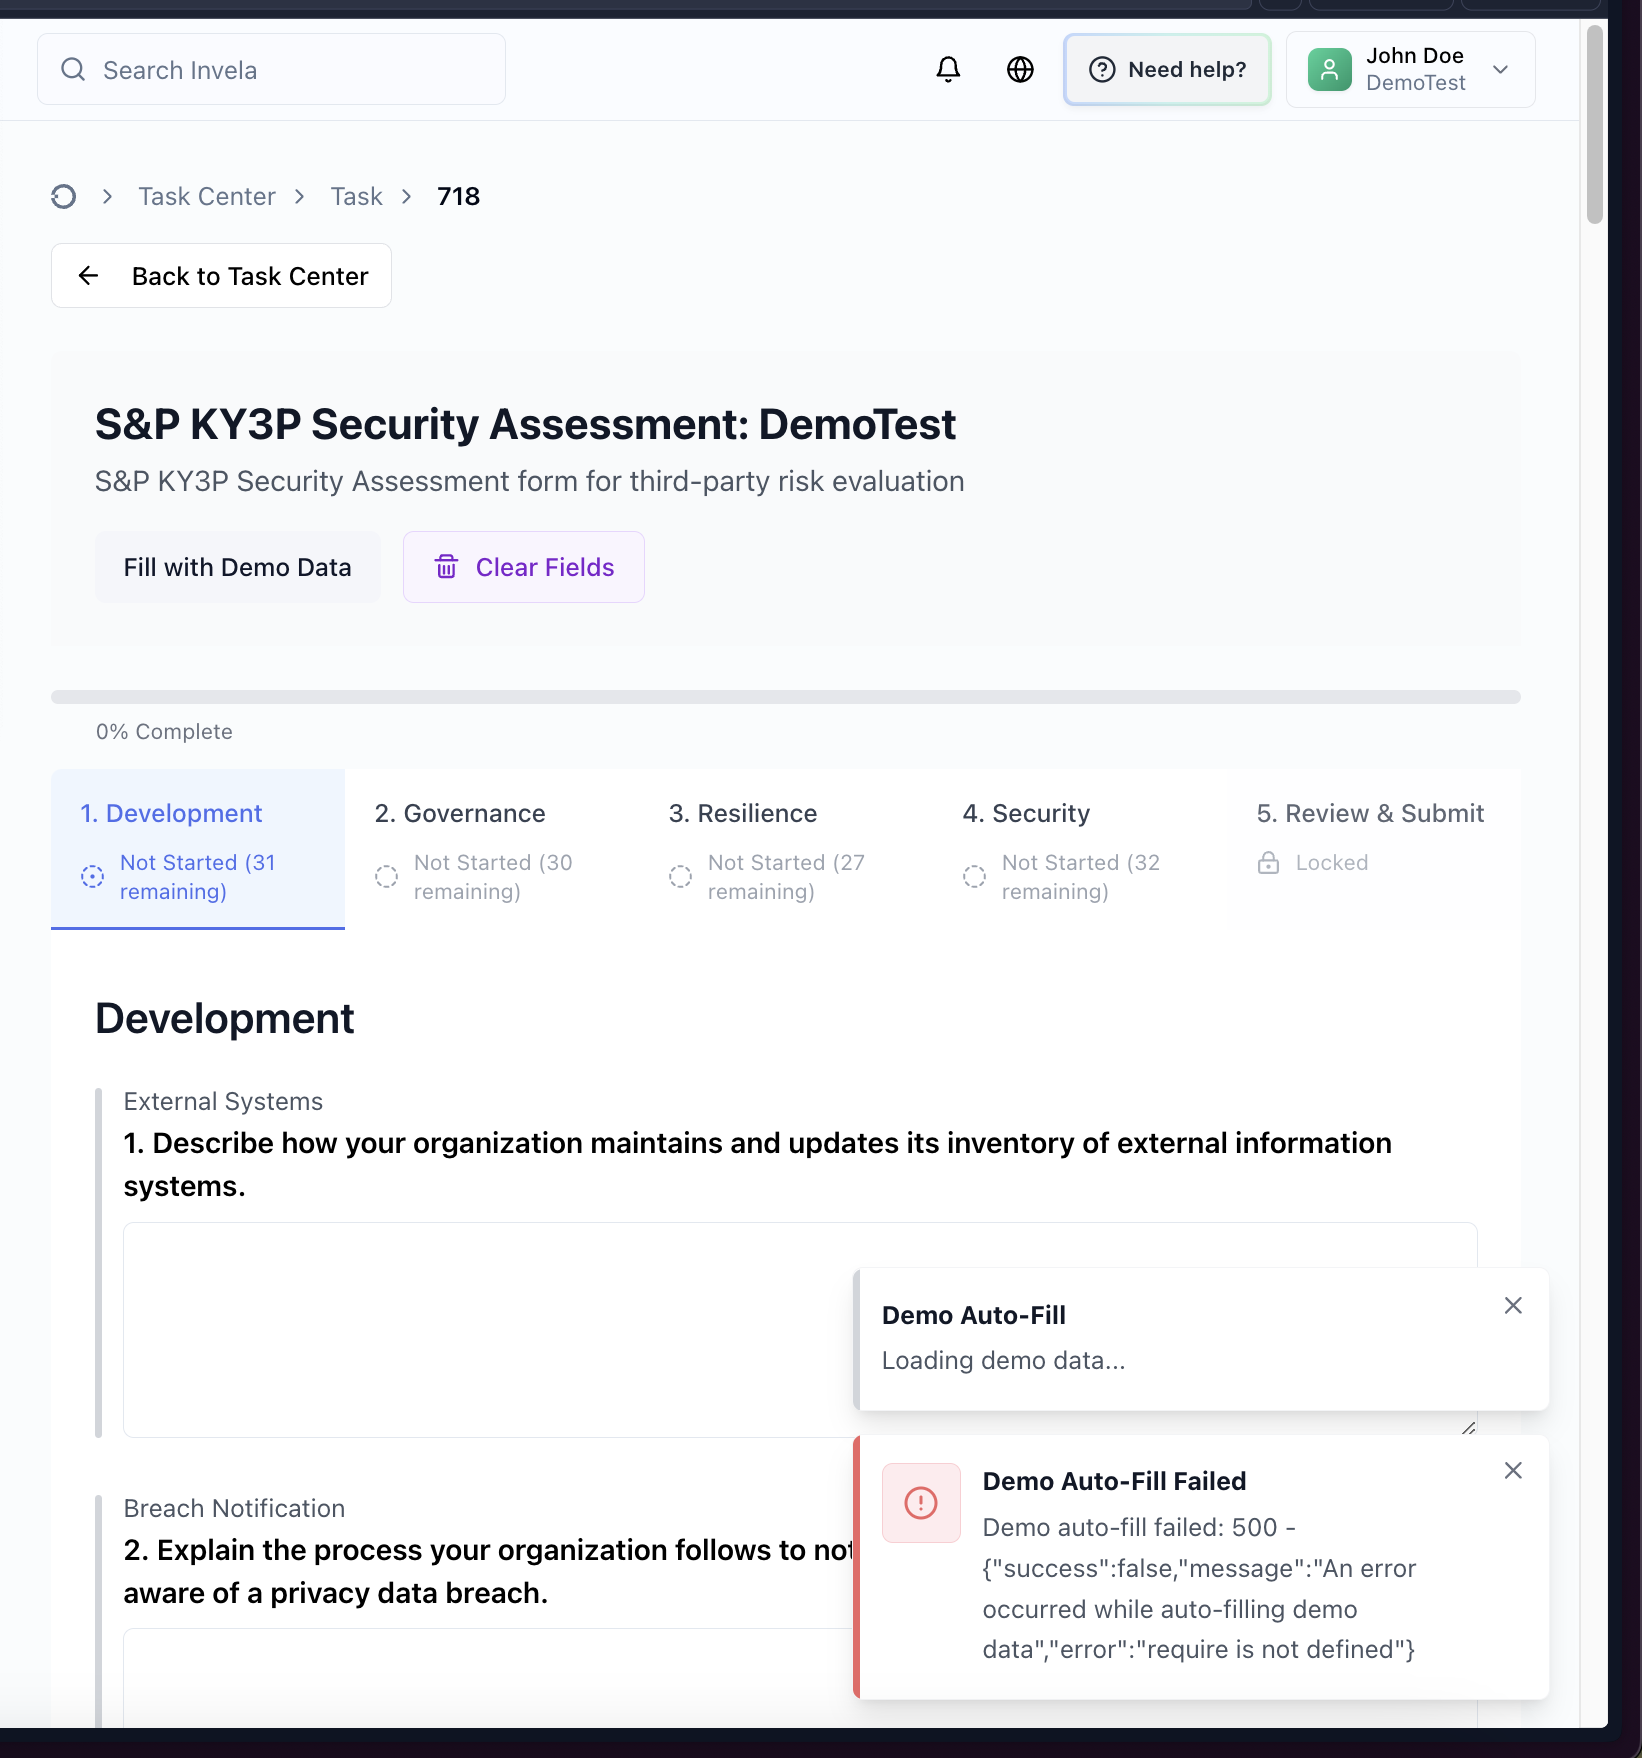 Search Invela
Need help?
John Doe
DemoTest
Task Center
Task
718
Back to Task Center
S&P KY3P Security Assessment: DemoTest
S&P KY3P Security Assessment form for third-party risk evaluation
Fill with Demo Data
Clear Fields
0% Complete
1. Development
Not Started (31
remaining)
2. Governance
Not Started (30
remaining)
3. Resilience
Not Started (27
remaining)
4. Security
Not Started (32
remaining)
5. Review & Submit
Locked
Development
External Systems
1. Describe how your organization maintains and updates its inventory of external information
systems.
Demo Auto-Fill
Loading demo data...
Breach Notification
2. Explain the process your organization follows to
aware of a privacy data breach.
Demo Auto-Fill Failed
Demo auto-fill failed: 500 -
{"success":false,"message":"An error
occurred while auto-filling demo
data","error":"require is not defined"}